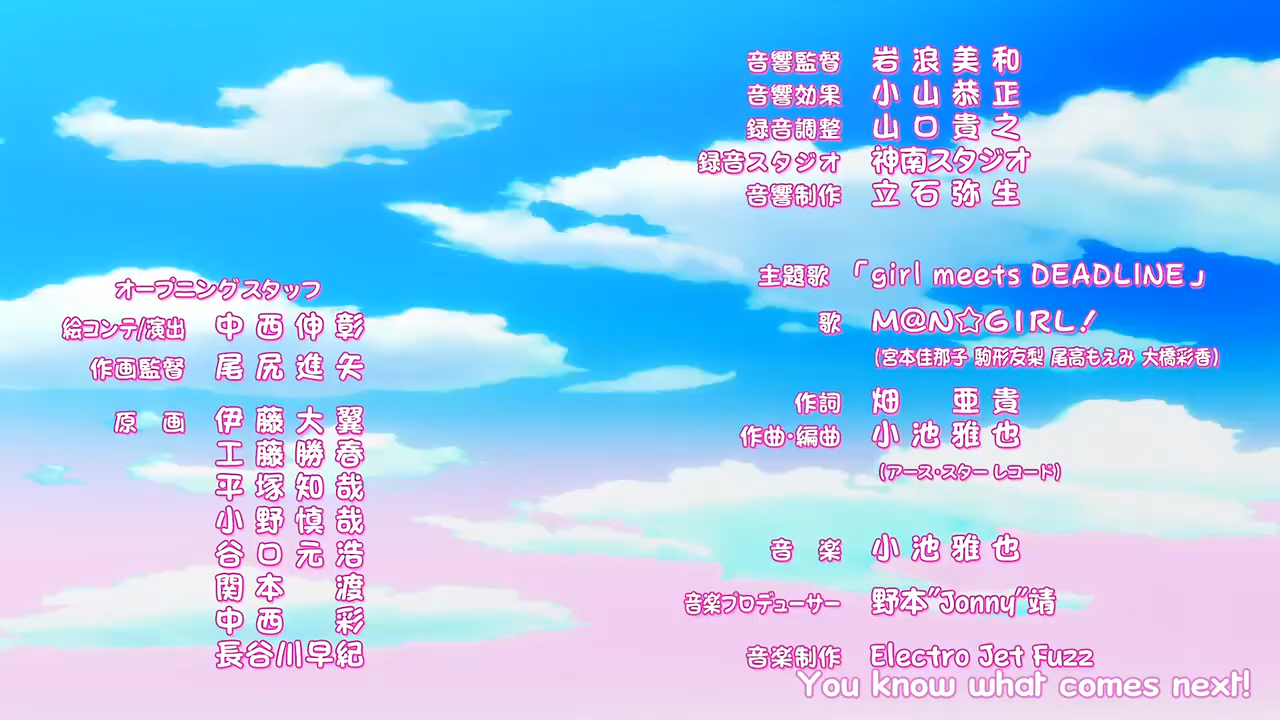 オープニングスタッフ
絵コンテ/演出 中西伸彰
作画監督 尾尻進矢
原 画 伊藤大翼
工藤勝春
平塚知哉
小野慎哉
谷口元浩
関本 渡
中西 彩
長谷川早紀
音響監督 岩浪美和
音響効果 小山恭正
録音調整 山口貴之
録音スタジオ 神南スタジオ
音響制作 立石弥生
主題歌 「girl meets DEADLINE」
歌 M@N☆GIRL!
(宮本佳那子 駒形友梨 尾高もえみ 大橋彩香)
作詞 畑 亜貴
作曲・編曲 小池雅也
(アース・スター レコード)
音 楽 小池雅也
音楽プロデューサー 野本"Jonny"靖
音楽制作 Electro Jet Fuzz
You know what comes next!